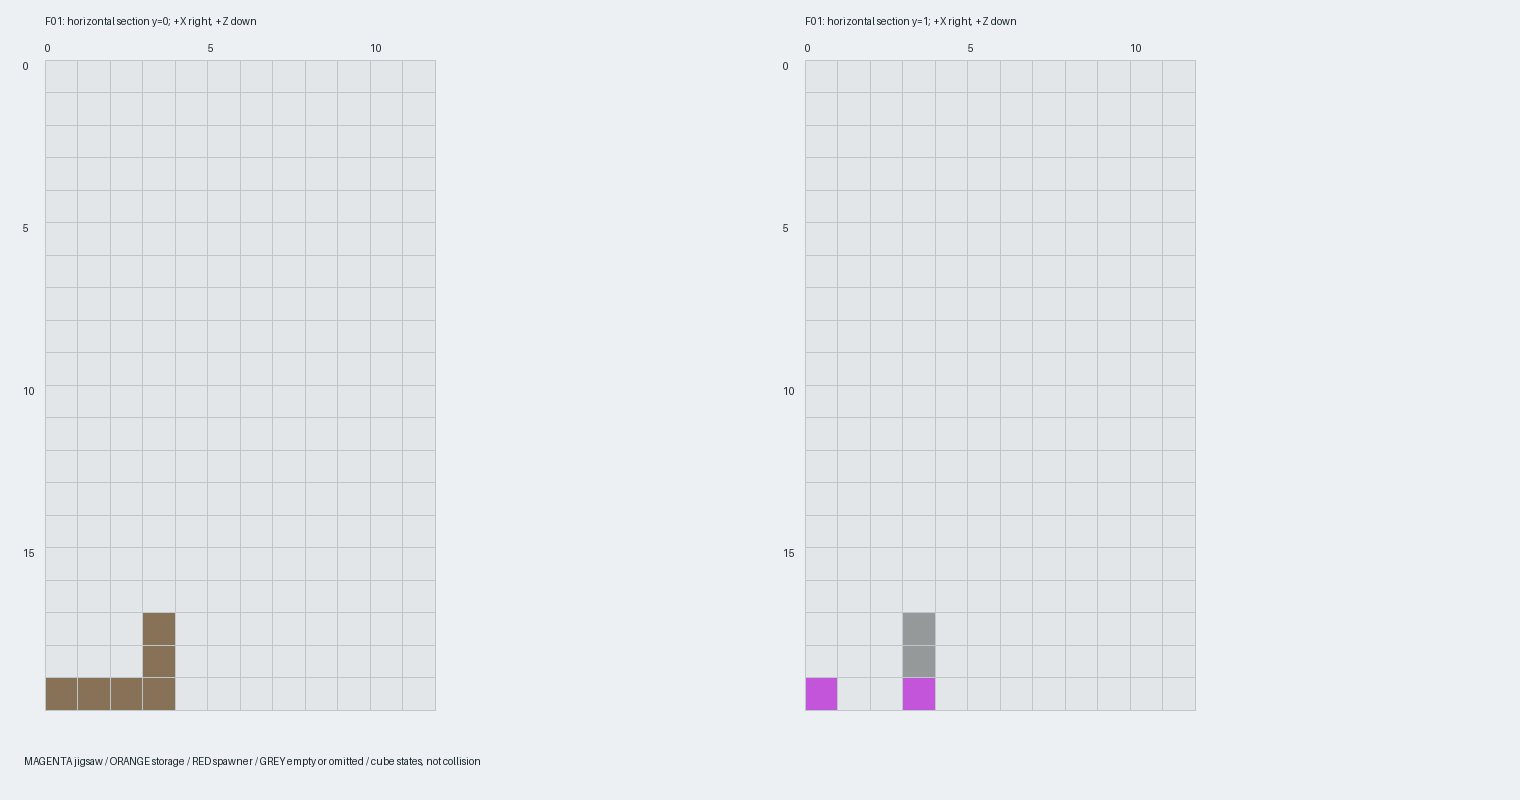 F01: horizontal section y=0; +X right, +Z down
0 5 10
0
5
10
15
F01: horizontal section y=1; +X right, +Z down
0 5 10
0
5
10
15
MAGENTA jigsaw / ORANGE storage / RED spawner / GREY empty or omitted / cube states, not collision